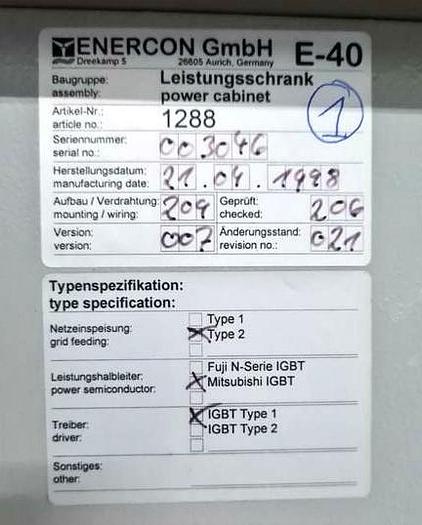 ENERCON GmbH E-40
Dreekamp 5 26605 Aurich, Germany
Baugruppe: Leistungsschrank
assembly: power cabinet
Artikel-Nr.: 1288
article no.:
1
Seriennummer: 003046
serial no.:
Herstellungsdatum: 21.04.1998
manufacturing date:
Aufbau / Verdrahtung: 209 Geprüft: 206
mounting / wiring: checked:
Version: 007 Änderungsstand: 021
version: revision no.:
Typenspezifikation:
type specification:
Type 1
Netzeinspeisung: X Type 2
grid feeding:
Fuji N-Serie IGBT
Leistungshalbleiter: X Mitsubishi IGBT
power semiconductor:
X IGBT Type 1
Treiber: IGBT Type 2
driver:
Sonstiges:
other: